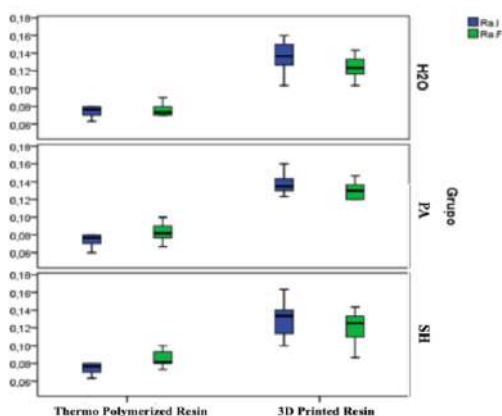 0,18
0,16
0,14
0,12
0,10
0,08
0,06
H2O
0,18
0,16
0,14
0,12
0,10
0,08
0,06
PA
Grupo
0,18
0,16
0,14
0,12
0,10
0,08
0,06
SH
Thermo Polymerized Resin
3D Printed Resin
Ra.I
Ra.F